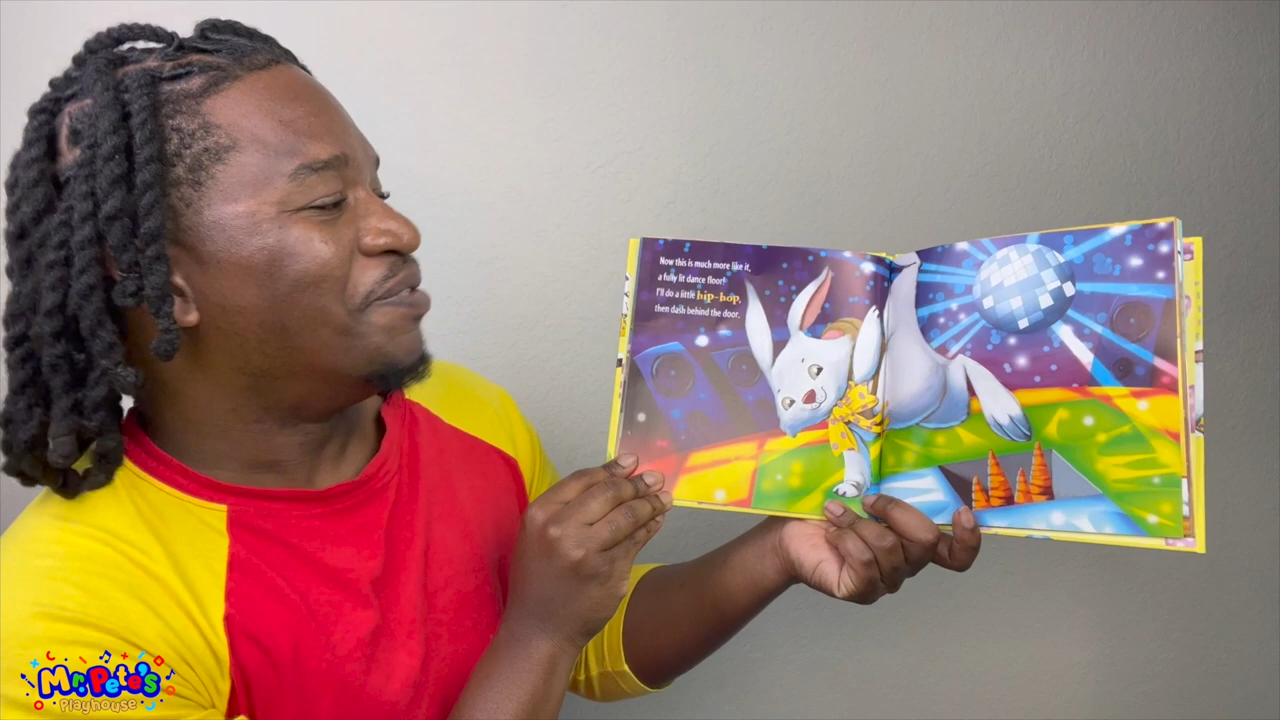 Now this is much more like it,
a fully lit dance floor!
I'll do a little hip-hop,
then dash behind the door.
Mr. Pete's
Playhouse